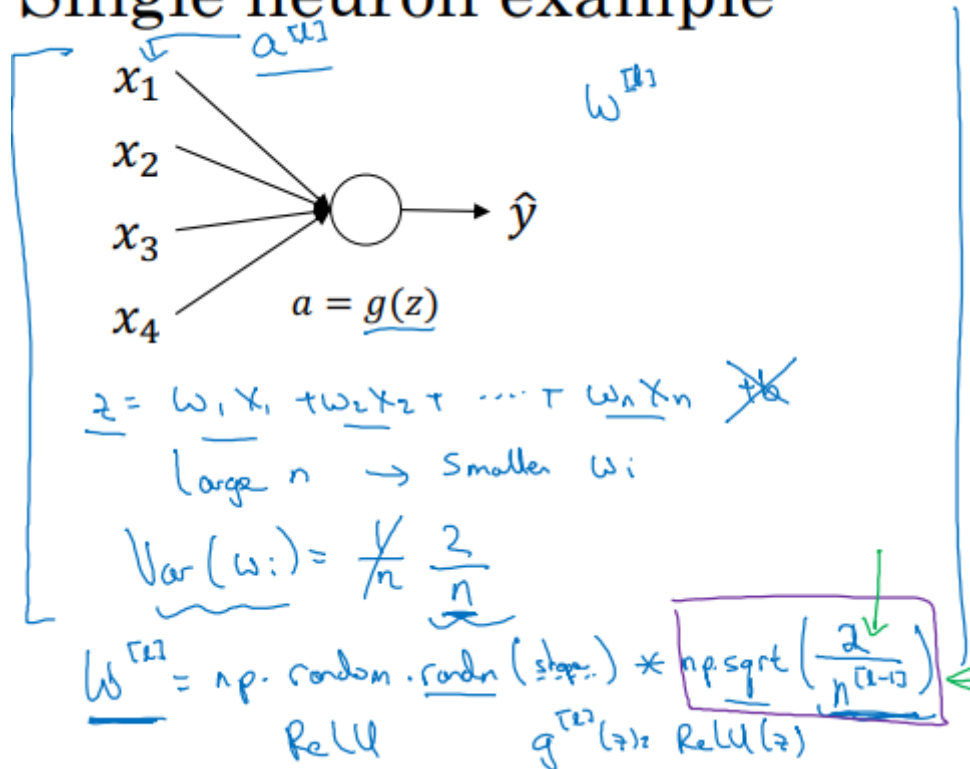 Single neuron example
a^[l]
x₁
w^[l]
x₂
x₃
ŷ
x₄
a = g(z)
z = w₁x₁ + w₂x₂ + ..... + wₙxₙ +b
Large n → Smaller wᵢ
Var(wᵢ) = 1/n 2/n
W^[l] = np.random.randn(shape) * np.sqrt(2/n^[l-1])
ReLU g^[l](z) = ReLU(z)